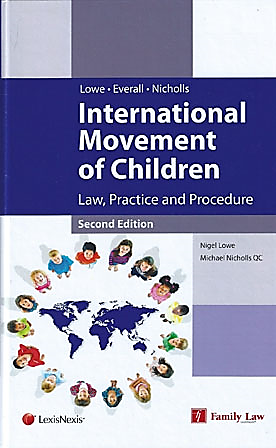 Lowe • Everall • Nicholls
International
Movement
of Children
Law, Practice and Procedure
Second Edition
Nigel Lowe
Michael Nicholls QC
LexisNexis®
Family Law